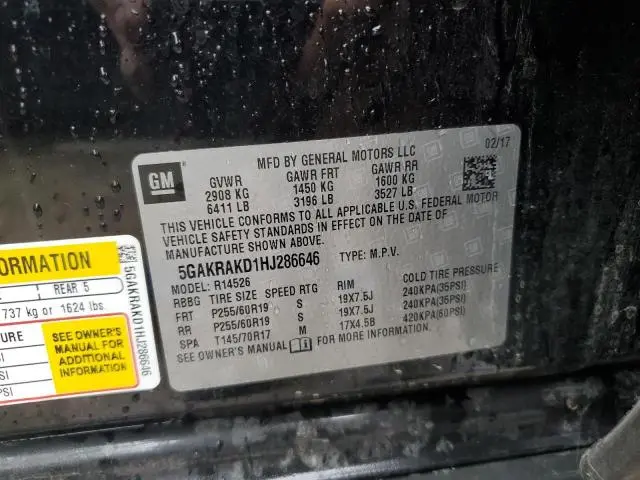 GM
MFD BY GENERAL MOTORS LLC
02/17
GVWR GAWR FRT GAWR RR
2908 KG 1450 KG 1600 KG
6411 LB 3196 LB 3527 LB
THIS VEHICLE CONFORMS TO ALL APPLICABLE U.S. FEDERAL MOTOR
VEHICLE SAFETY STANDARDS IN EFFECT ON THE DATE OF
MANUFACTURE SHOWN ABOVE.
5GAKRAKD1HJ286646 TYPE: M.P.V.
MODEL: R14526
RBBG TIRE SIZE SPEED RTG RIM COLD TIRE PRESSURE
FRT P255/60R19 S 19X7.5J 240KPA(35PSI)
RR P255/60R19 S 19X7.5J 240KPA(35PSI)
SPA T145/70R17 M 17X4.5B 420KPA(60PSI)
SEE OWNER'S MANUAL FOR MORE INFORMATION.
ORMATION
REAR 5
737 kg or 1624 lbs
URE
SEE OWNER'S
MANUAL FOR
ADDITIONAL
INFORMATION
PSI
5GAKRAKD1HJ286646